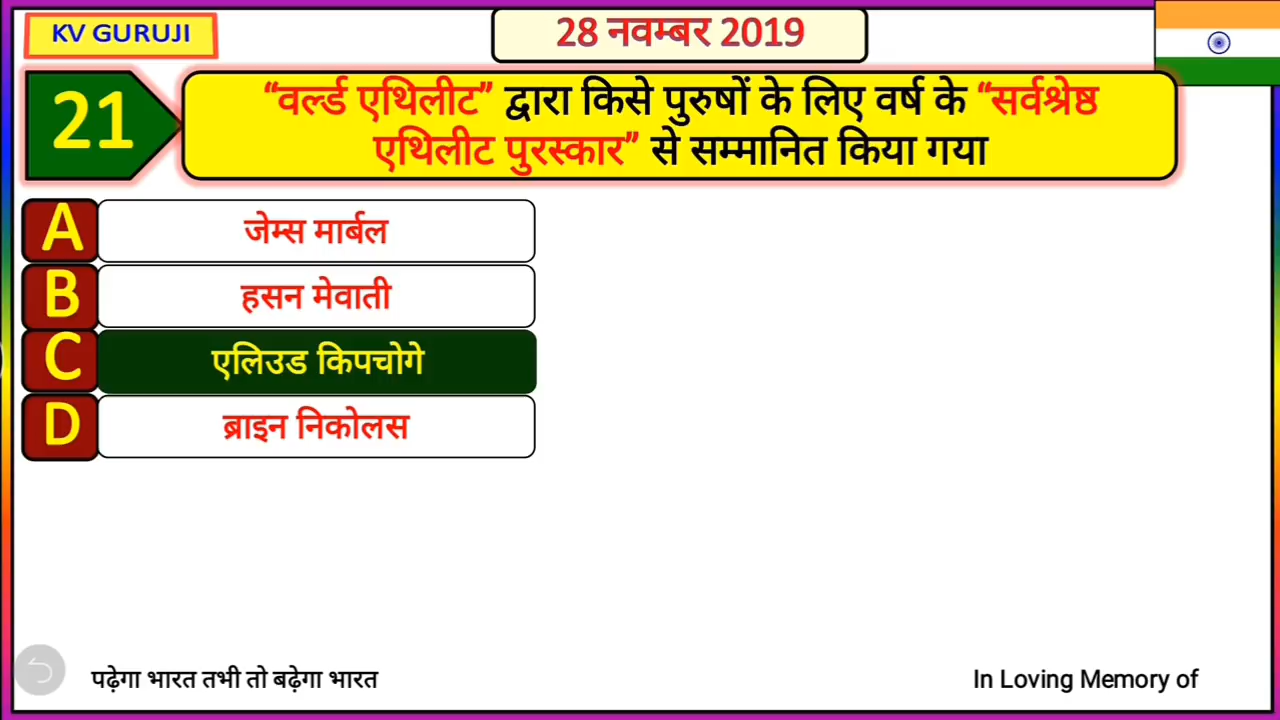 KV GURUJI
28 नवम्बर 2019
21
“वर्ल्ड एथिलीट” द्वारा किसे पुरुषों के लिए वर्ष के “सर्वश्रेष्ठ
एथिलीट पुरस्कार” से सम्मानित किया गया
A जेम्स मार्बल
B हसन मेवाती
C एलिउड किपचोगे
D ब्राइन निकोलस
पढ़ेगा भारत तभी तो बढ़ेगा भारत
In Loving Memory of